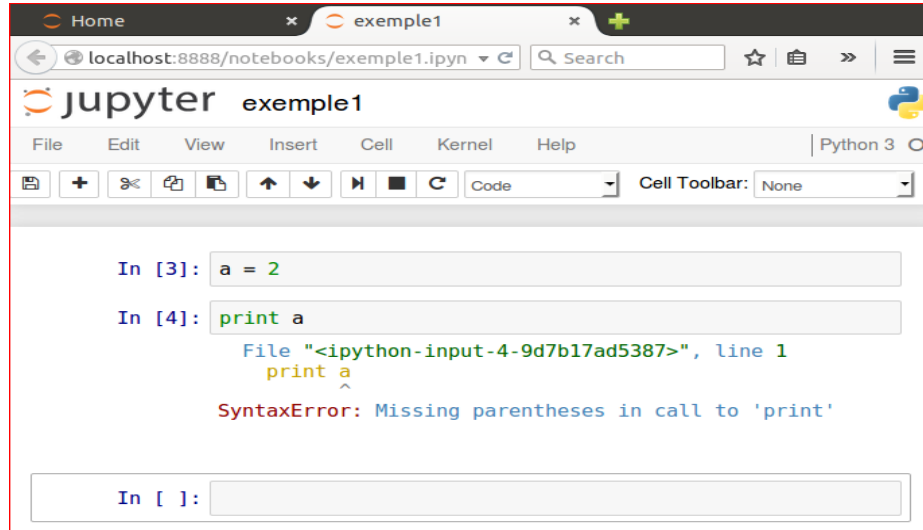 Home × exemple1 ×
localhost:8888/notebooks/exemple1.ipyn Search
jupyter exemple1
File Edit View Insert Cell Kernel Help Python 3
Code Cell Toolbar: None
In [3]: a = 2
In [4]: print a
File "<ipython-input-4-9d7b17ad5387>", line 1
print a
^
SyntaxError: Missing parentheses in call to 'print'
In [ ]: